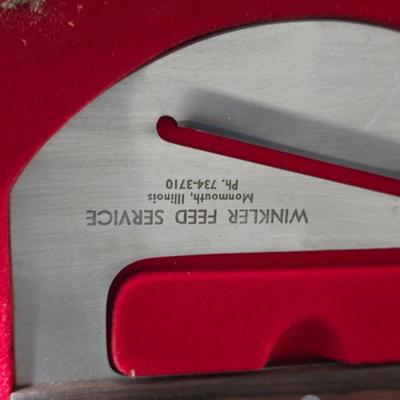 WINKLER FEED SERVICE
Monmouth, Illinois
Ph. 734-3710